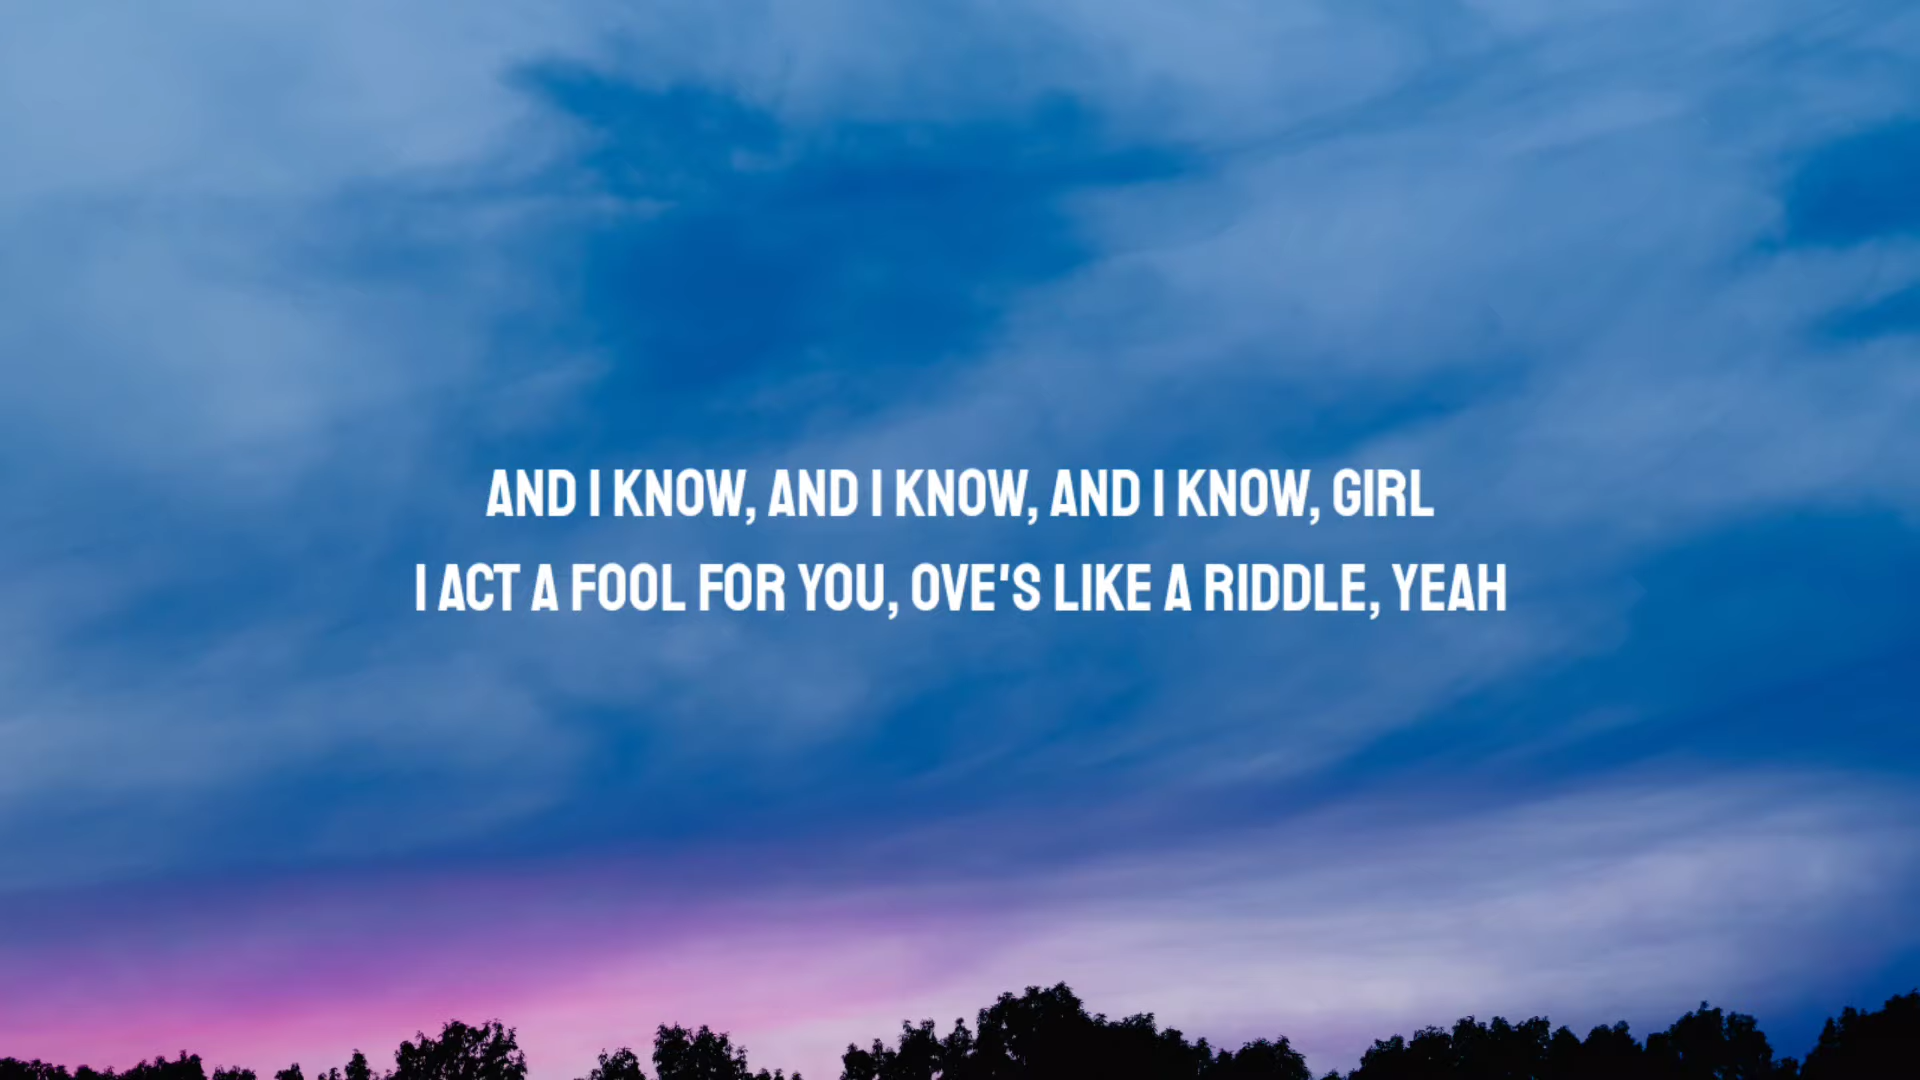 AND I KNOW, AND I KNOW, AND I KNOW, GIRL
I ACT A FOOL FOR YOU, OVE'S LIKE A RIDDLE, YEAH